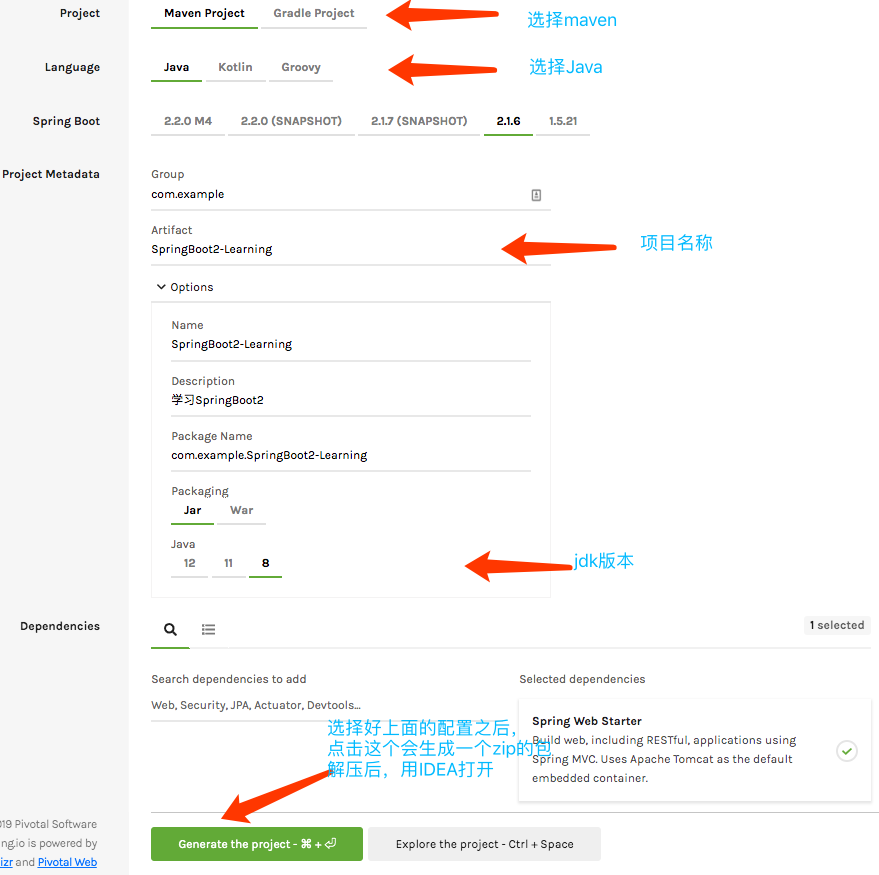 Project
Maven Project Gradle Project
选择maven
Language
Java Kotlin Groovy
选择Java
Spring Boot
2.2.0 M4 2.2.0 (SNAPSHOT) 2.1.7 (SNAPSHOT) 2.1.6 1.5.21
Project Metadata
Group
com.example
Artifact
SpringBoot2-Learning
项目名称
Options
Name
SpringBoot2-Learning
Description
学习SpringBoot2
Package Name
com.example.SpringBoot2-Learning
Packaging
Jar War
Java
12 11 8
jdk版本
Dependencies
1 selected
Search dependencies to add
Web, Security, JPA, Actuator, Devtools...
Selected dependencies
Spring Web Starter
Build web, including RESTful, applications using
Spring MVC. Uses Apache Tomcat as the default
embedded container.
选择好上面的配置之后，
点击这个会生成一个zip的包
解压后，用IDEA打开
19 Pivotal Software
ng.io is powered by
izr and Pivotal Web
Generate the project - ⌘ + ⏎
Explore the project - Ctrl + Space